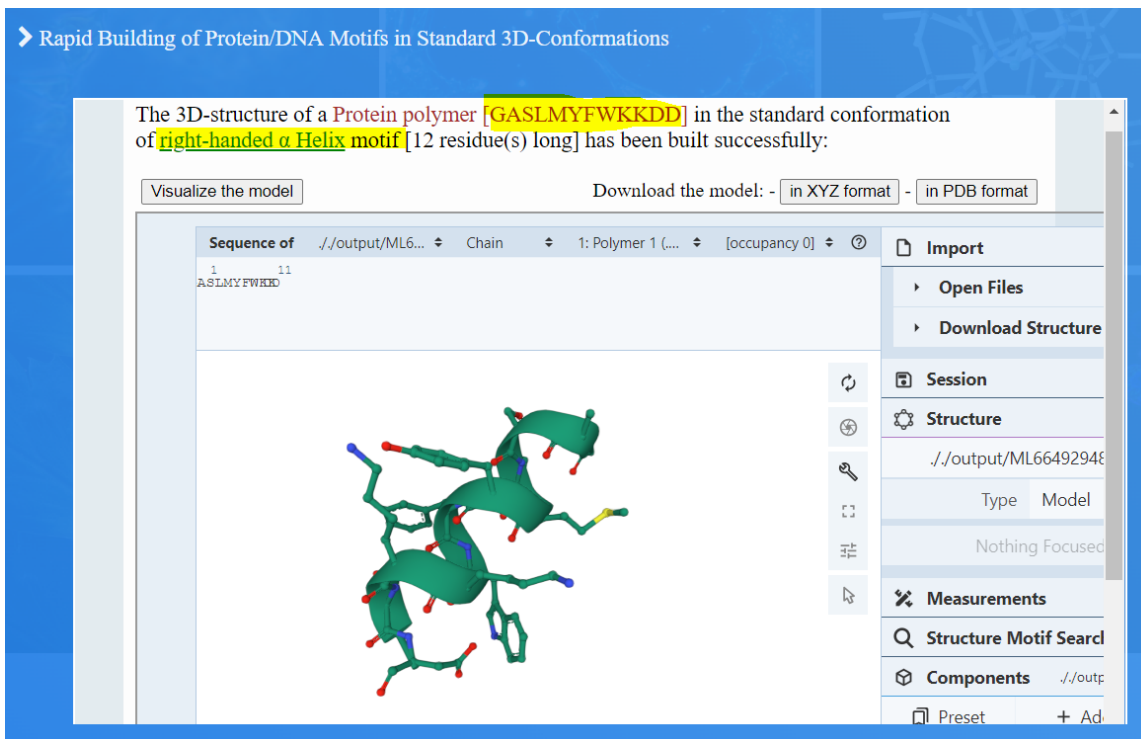 Rapid Building of Protein/DNA Motifs in Standard 3D-Conformations
The 3D-structure of a Protein polymer [GASLMYFWKKDD] in the standard conformation
of right-handed α Helix motif [12 residue(s) long] has been built successfully:
Visualize the model Download the model: - in XYZ format - in PDB format
Sequence of ././output/ML6... Chain 1: Polymer 1 (.... [occupancy 0]
1 11
ASLMYFWKKD
Import
Open Files
Download Structure
Session
Structure
././output/ML66492948
Type Model
Nothing Focused
Measurements
Structure Motif Searc
Components ././outp
Preset + Ad